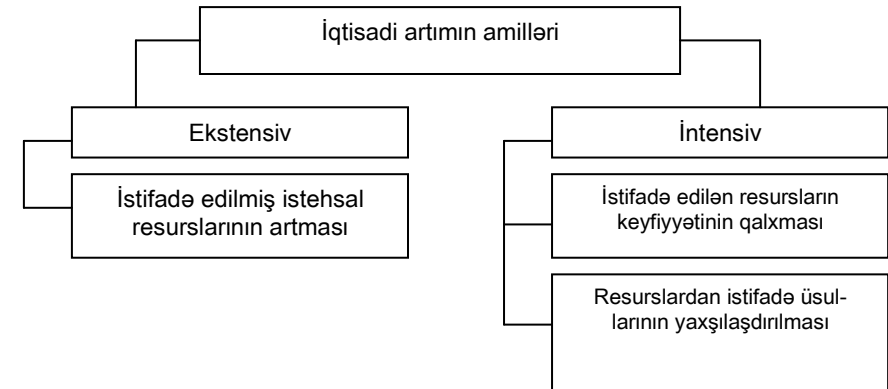 İqtisadi artımın amilləri
Ekstensiv
İstifadə edilmiş istehsal
resurslarının artması
İntensiv
İstifadə edilən resursların
keyfiyyətinin qalxması
Resurslardan istifadə üsul-
larının yaxşılaşdırılması